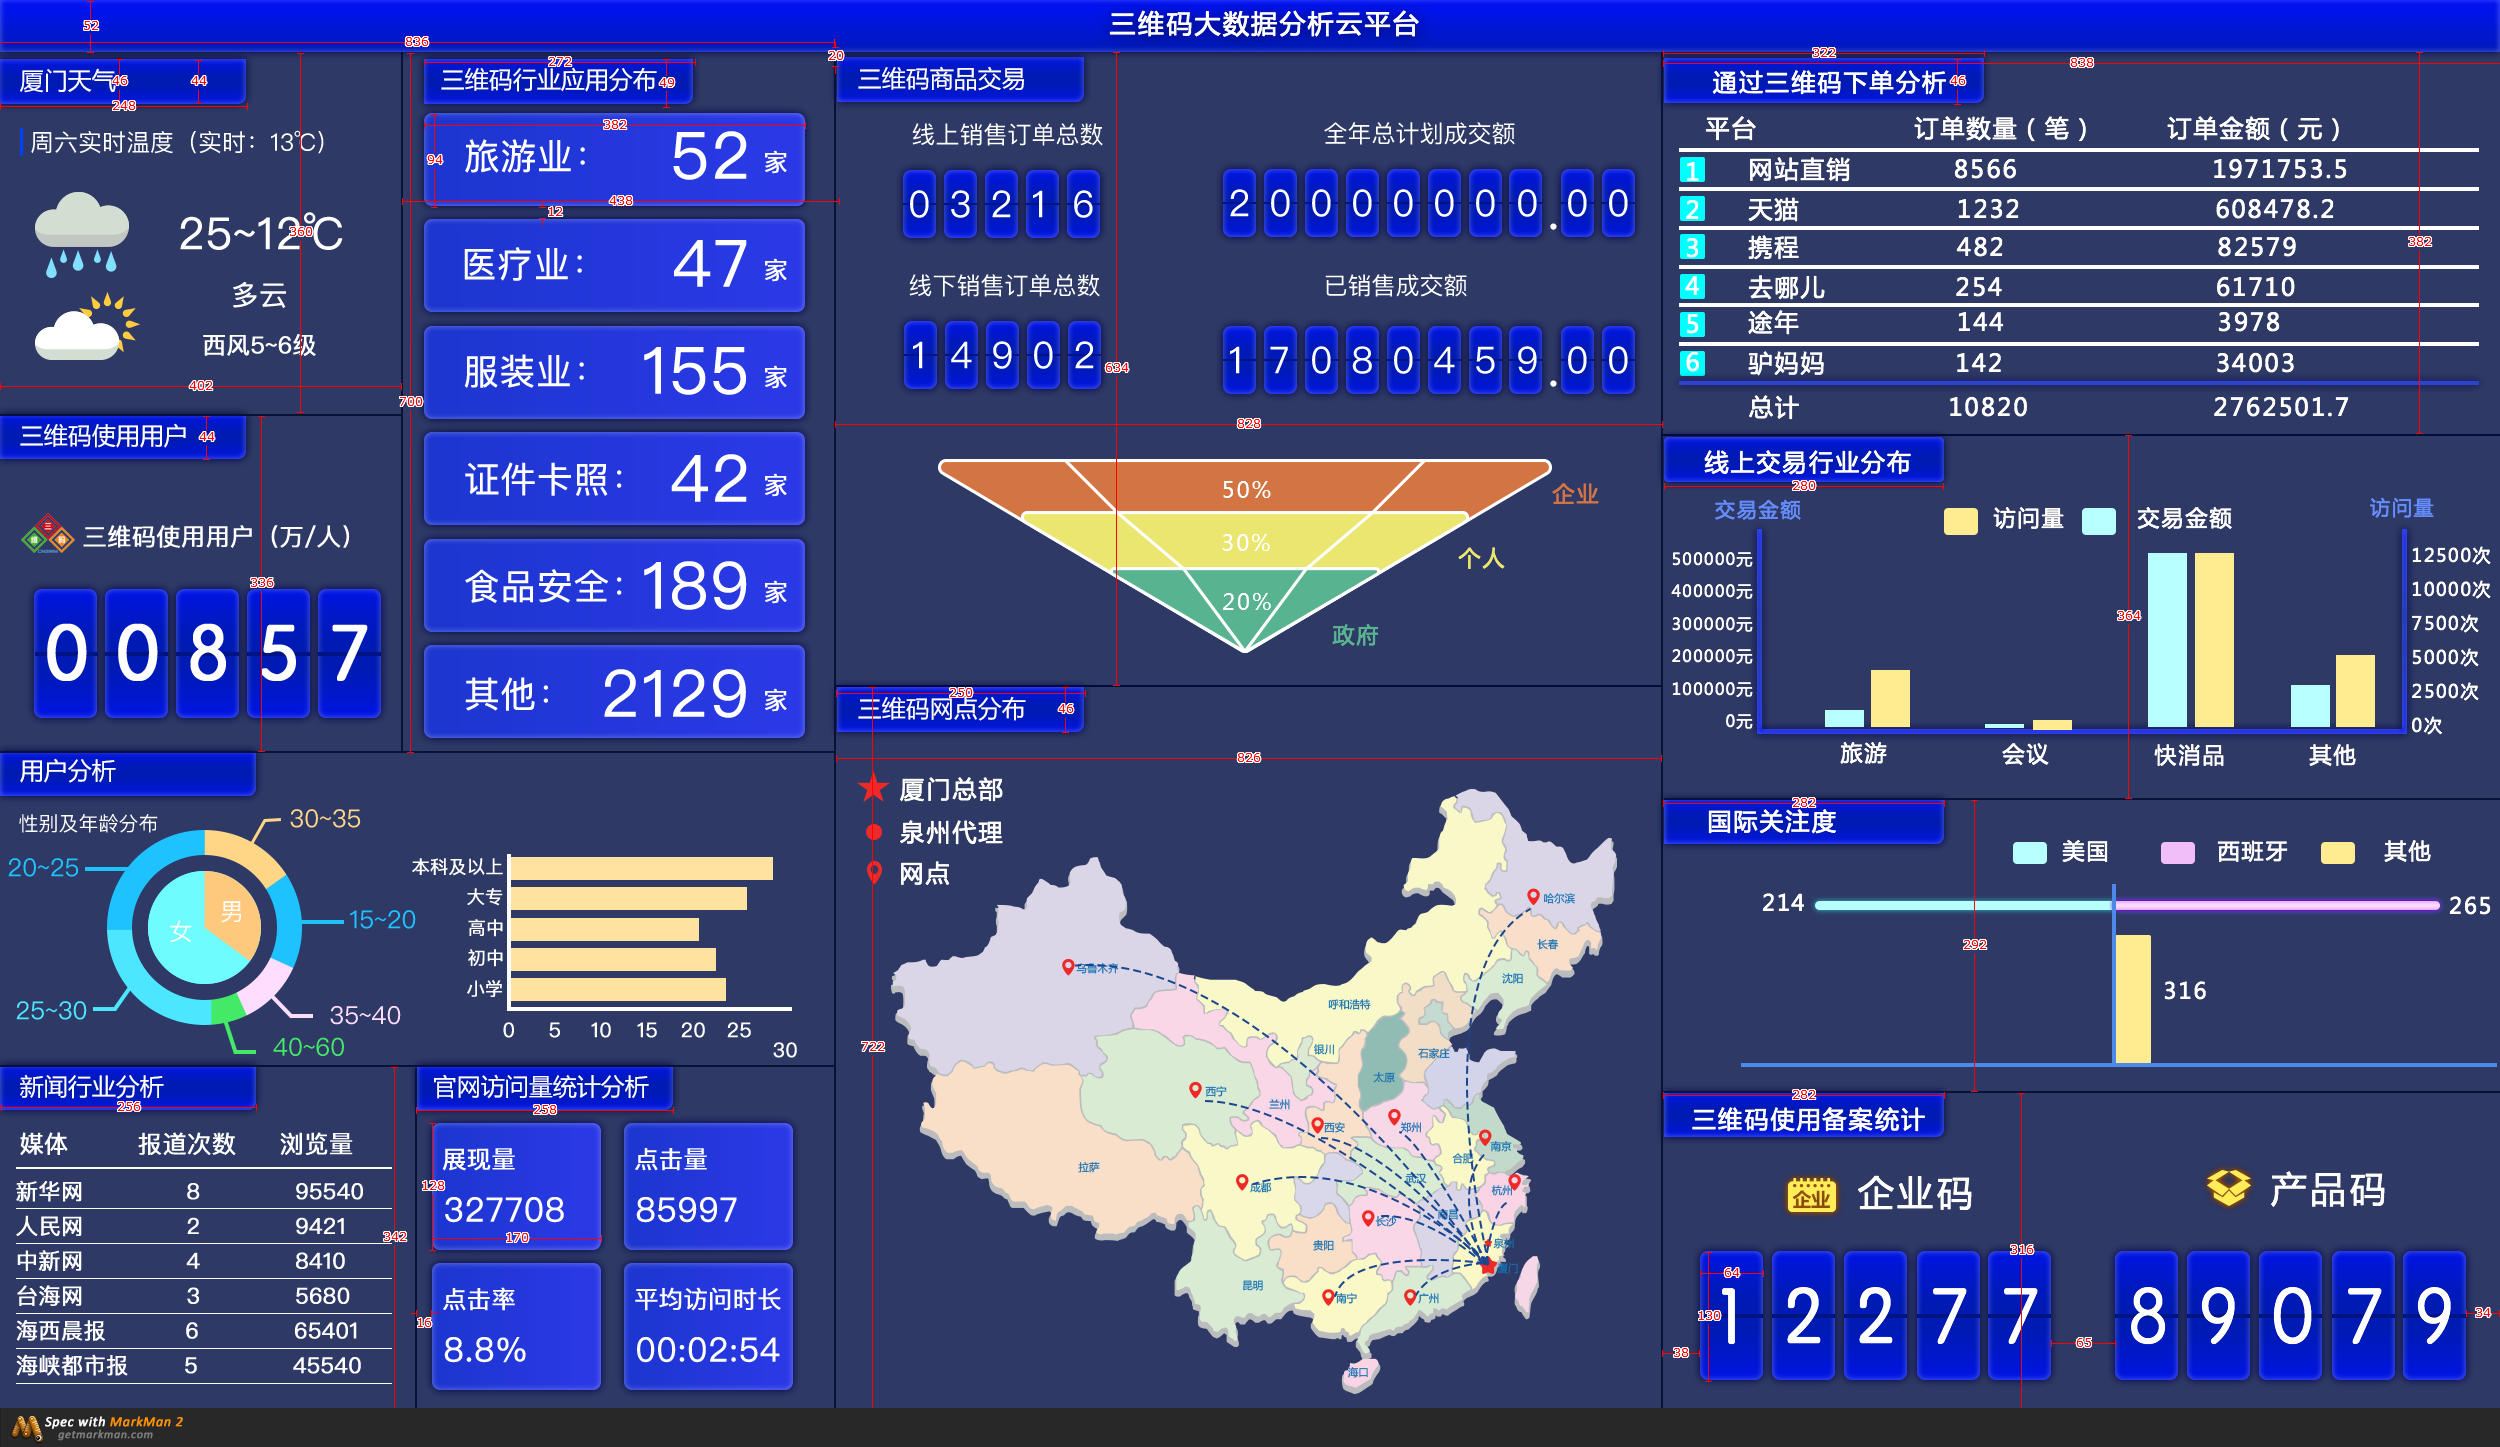 三维码大数据分析云平台
52
836
厦门天气
46
44
248
周六实时温度（实时：13℃）
25~12℃
360
多云
西风5~6级
402
三维码使用用户
44
三维码使用用户（万/人）
336
0 0 8 5 7
272
三维码行业应用分布
49
382
旅游业： 52 家
94
438
12
医疗业： 47 家
服装业： 155 家
700
证件卡照： 42 家
食品安全： 189 家
其他： 2129 家
20
三维码商品交易
线上销售订单总数
0 3 2 1 6
全年总计划成交额
2 0 0 0 0 0 0 0 . 0 0
线下销售订单总数
1 4 9 0 2
已销售成交额
1 7 0 8 0 4 5 9 . 0 0
634
828
50%
企业
30%
个人
20%
政府
322
838
通过三维码下单分析
46
平台 订单数量（笔） 订单金额（元）
1 网站直销 8566 1971753.5
2 天猫 1232 608478.2
3 携程 482 82579
382
4 去哪儿 254 61710
5 途年 144 3978
6 驴妈妈 142 34003
总计 10820 2762501.7
线上交易行业分布
280
交易金额
访问量
交易金额
访问量
500000元
400000元
300000元
200000元
100000元
0元
12500次
10000次
7500次
5000次
2500次
0次
364
旅游 会议 快消品 其他
用户分析
性别及年龄分布
30~35
20~25
15~20
女
男
25~30
35~40
40~60
本科及以上
大专
高中
初中
小学
0 5 10 15 20 25
30
250
三维码网点分布
46
826
厦门总部
泉州代理
网点
722
哈尔滨
长春
沈阳
乌鲁木齐
呼和浩特
银川
石家庄
太原
西宁
兰州
西安
郑州
南京
合肥
拉萨
成都
武汉
杭州
长沙
南昌
贵阳
泉州
厦门
昆明
南宁
广州
海口
282
国际关注度
美国
西班牙
其他
214
265
292
316
新闻行业分析
256
媒体 报道次数 浏览量
新华网 8 95540
人民网 2 9421
中新网 4 8410
台海网 3 5680
海西晨报 6 65401
海峡都市报 5 45540
342
官网访问量统计分析
258
展现量
327708
128
170
点击量
85997
点击率
8.8%
16
平均访问时长
00:02:54
282
三维码使用备案统计
企业
企业码
产品码
316
64
130
1 2 2 7 7
8 9 0 7 9
34
38
65
Spec with MarkMan 2
getmarkman.com